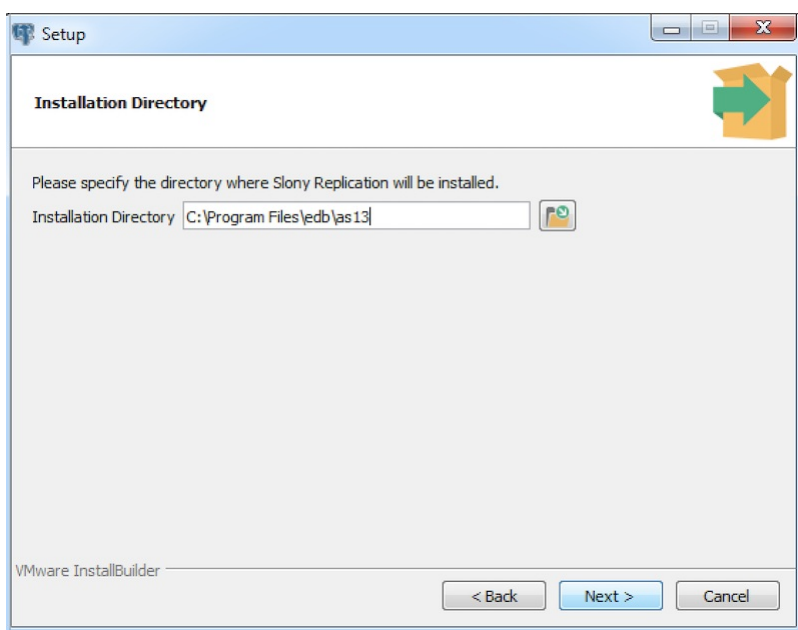 Setup
Installation Directory
Please specify the directory where Slony Replication will be installed.
Installation Directory C:\Program Files\edb\as13
VMware InstallBuilder
< Back Next > Cancel